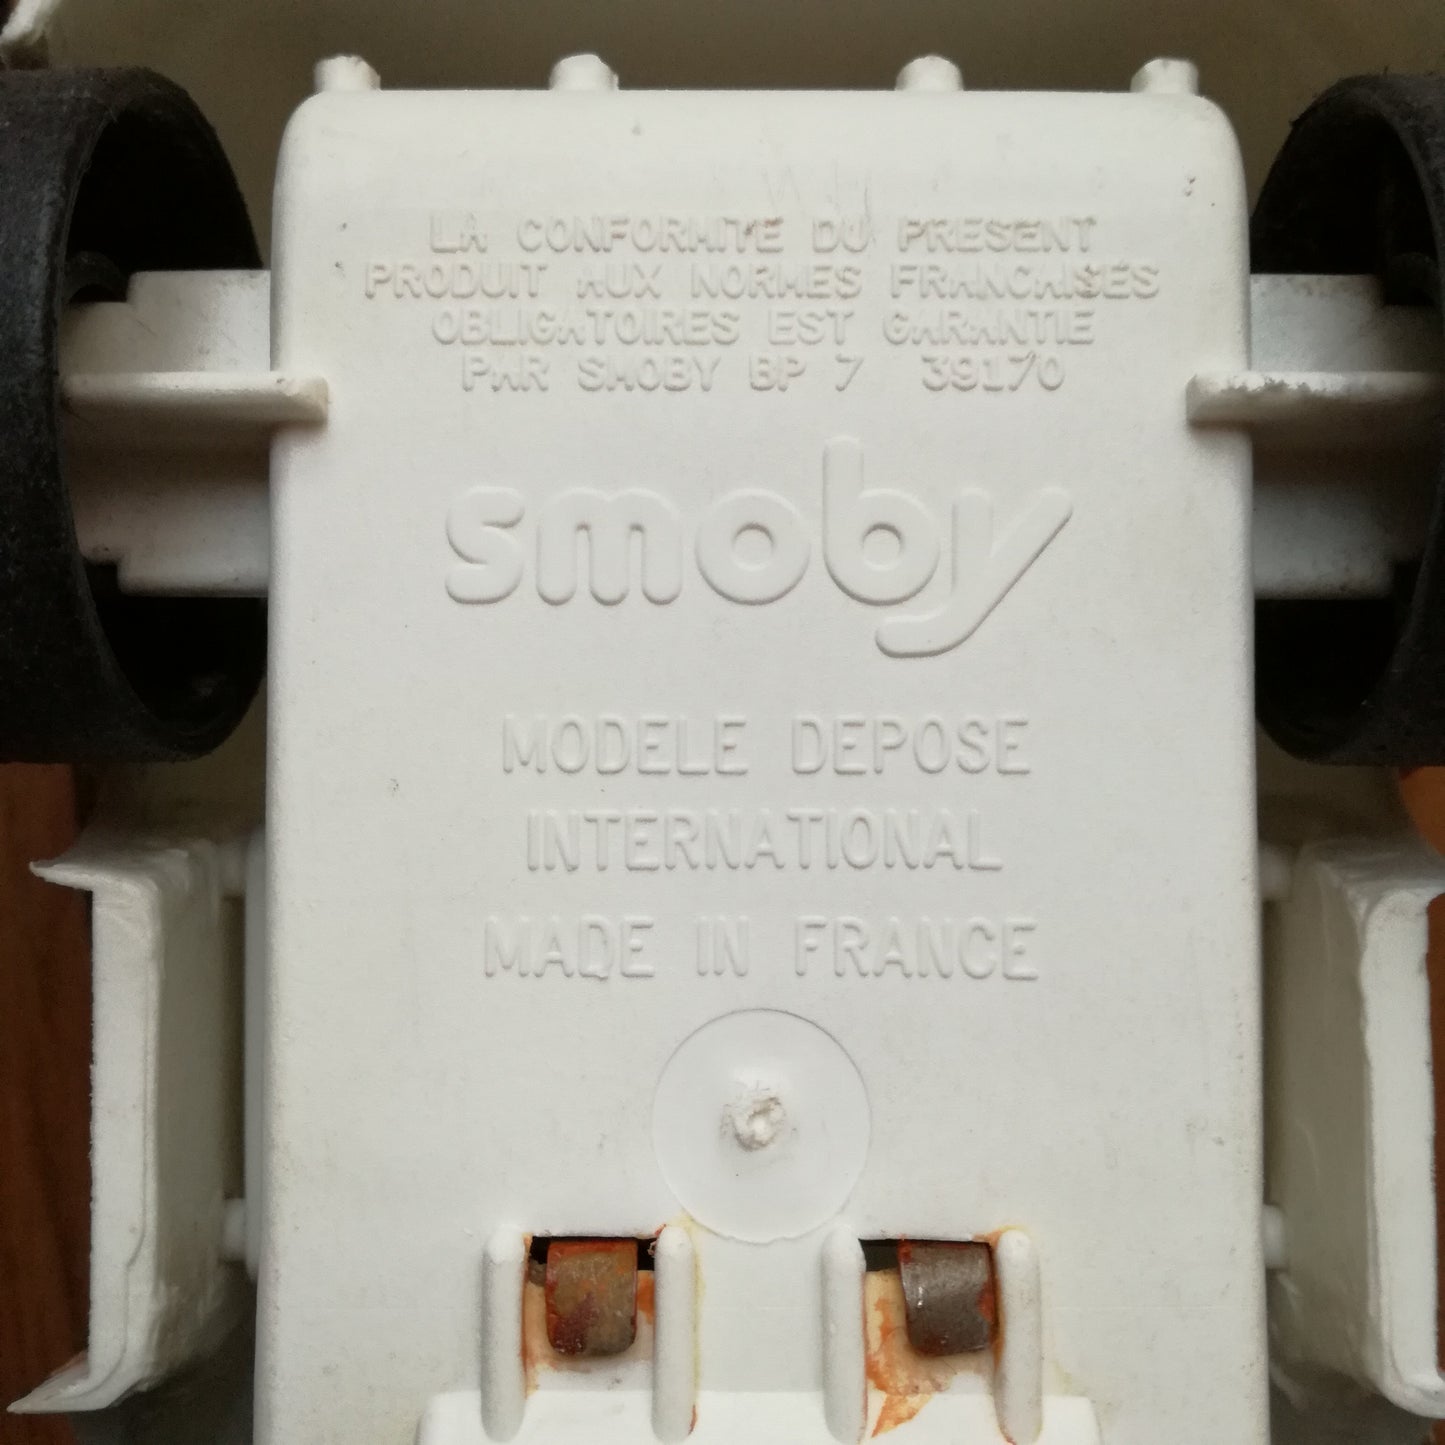 LA CONFORMITE DU PRESENT
PRODUIT AUX NORMES FRANCAISES
OBLIGATOIRES EST GARANTIE
PAR SMOBY BP 7 39170
smoby
MODELE DEPOSE
INTERNATIONAL
MADE IN FRANCE